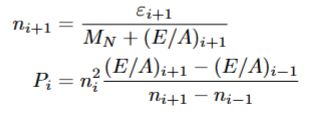 n_{i+1} = \frac{\varepsilon_{i+1}}{M_N + (E/A)_{i+1}}
P_i = n_i^2 \frac{(E/A)_{i+1} - (E/A)_{i-1}}{n_{i+1} - n_{i-1}}